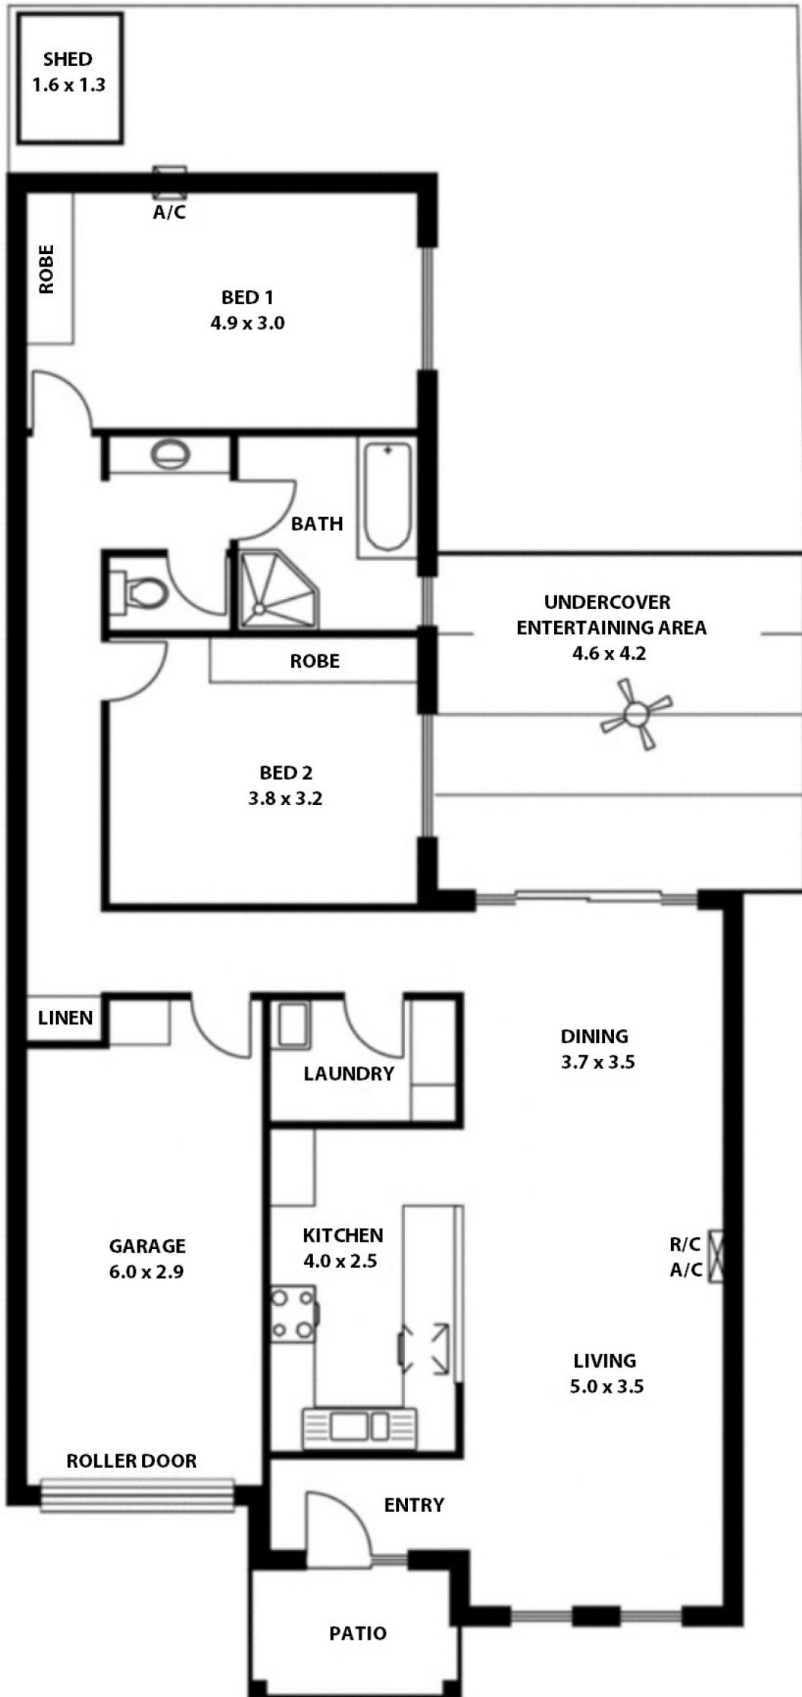 SHED
1.6 x 1.3
A/C
ROBE
BED 1
4.9 x 3.0
BATH
UNDERCOVER
ENTERTAINING AREA
4.6 x 4.2
ROBE
BED 2
3.8 x 3.2
LINEN
LAUNDRY
DINING
3.7 x 3.5
GARAGE
6.0 x 2.9
KITCHEN
4.0 x 2.5
R/C
A/C
LIVING
5.0 x 3.5
ROLLER DOOR
ENTRY
PATIO